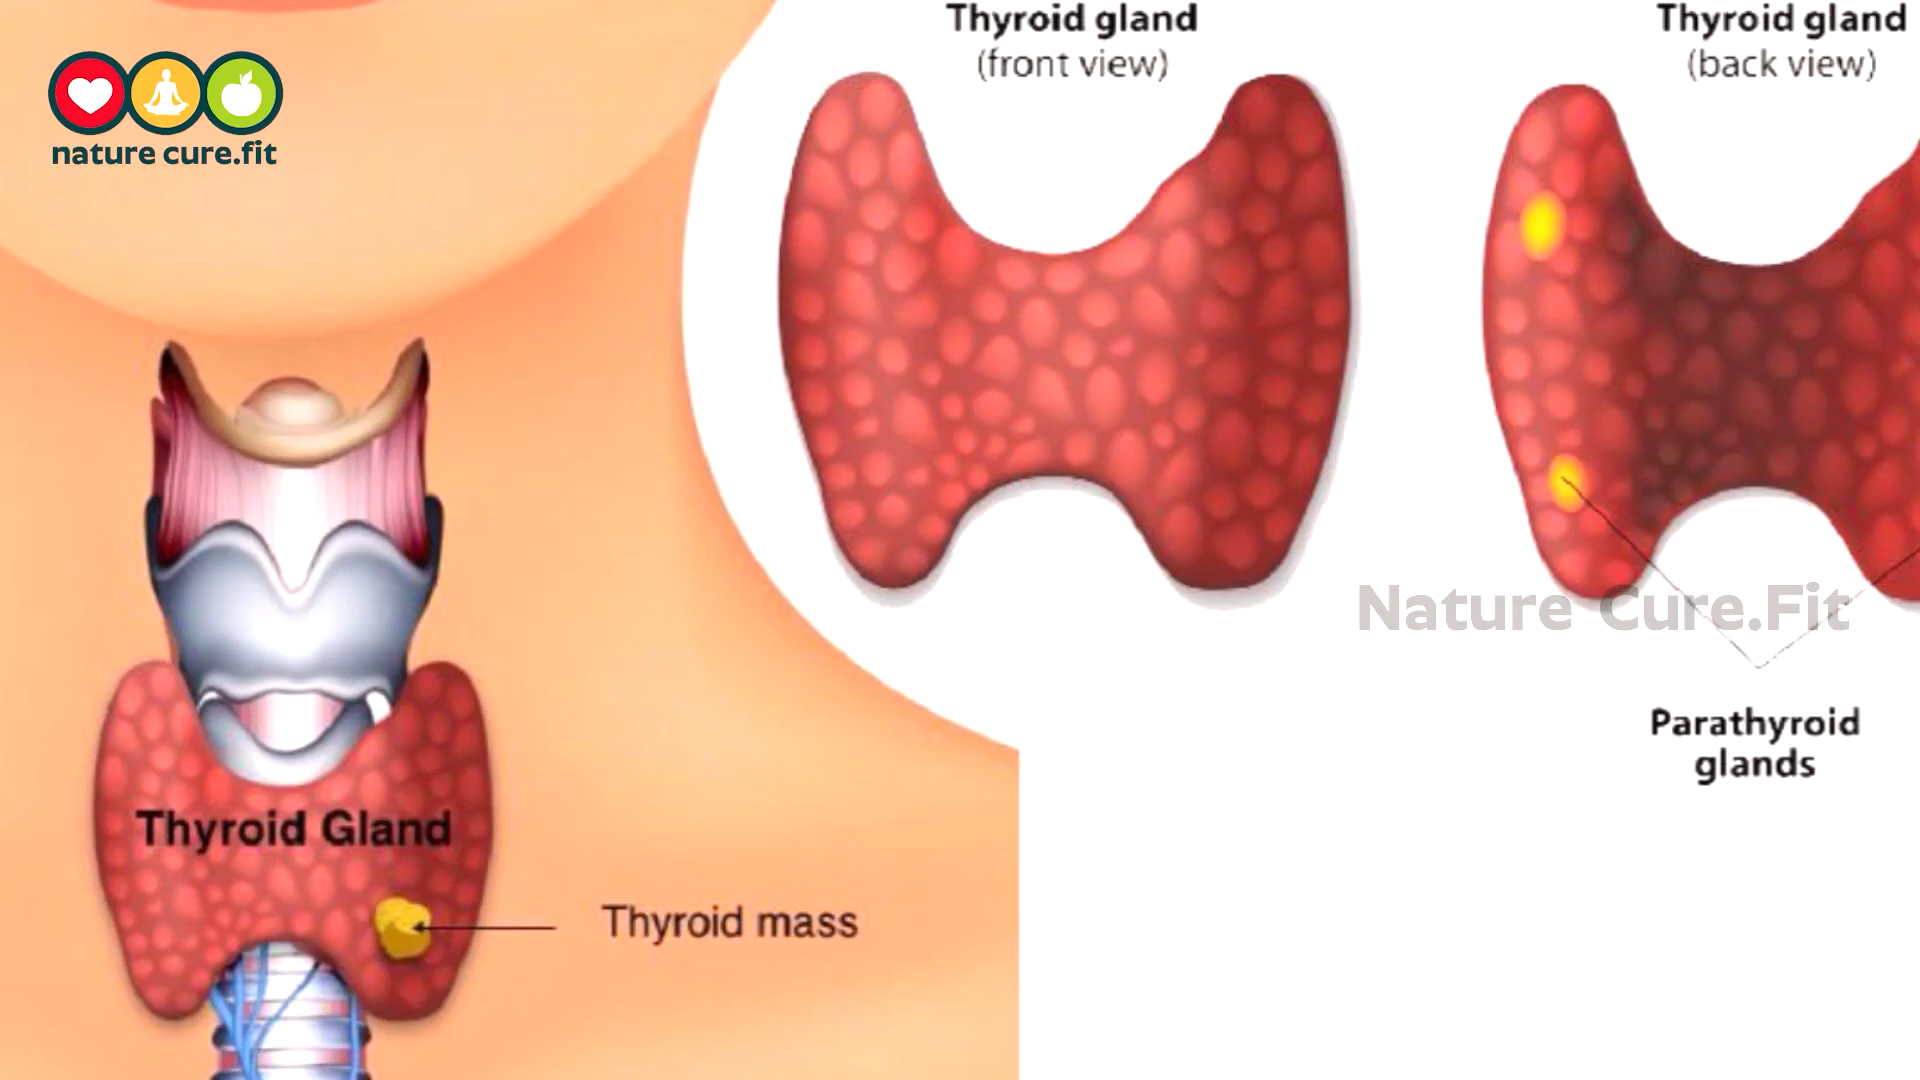 nature cure.fit
Thyroid gland
(front view)
Thyroid gland
(back view)
Nature Cure.Fit
Parathyroid
glands
Thyroid Gland
Thyroid mass